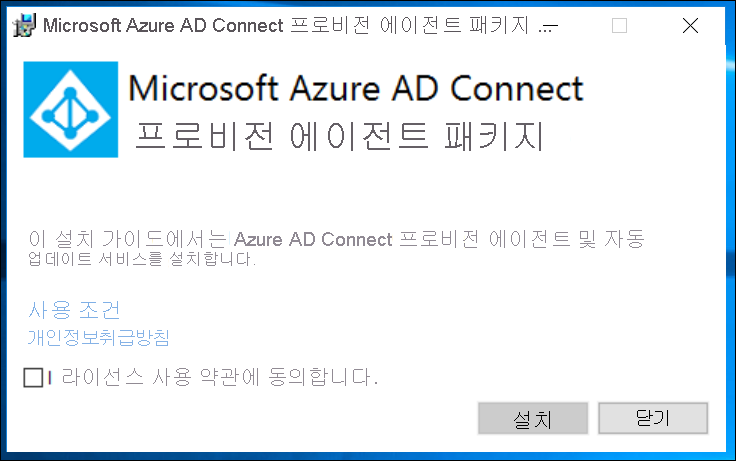 Microsoft Azure AD Connect 프로비전 에이전트 패키지 ...
Microsoft Azure AD Connect
프로비전 에이전트 패키지
이 설치 가이드에서는 Azure AD Connect 프로비전 에이전트 및 자동
업데이트 서비스를 설치합니다.
사용 조건
개인정보취급방침
라이선스 사용 약관에 동의합니다.
설치
닫기